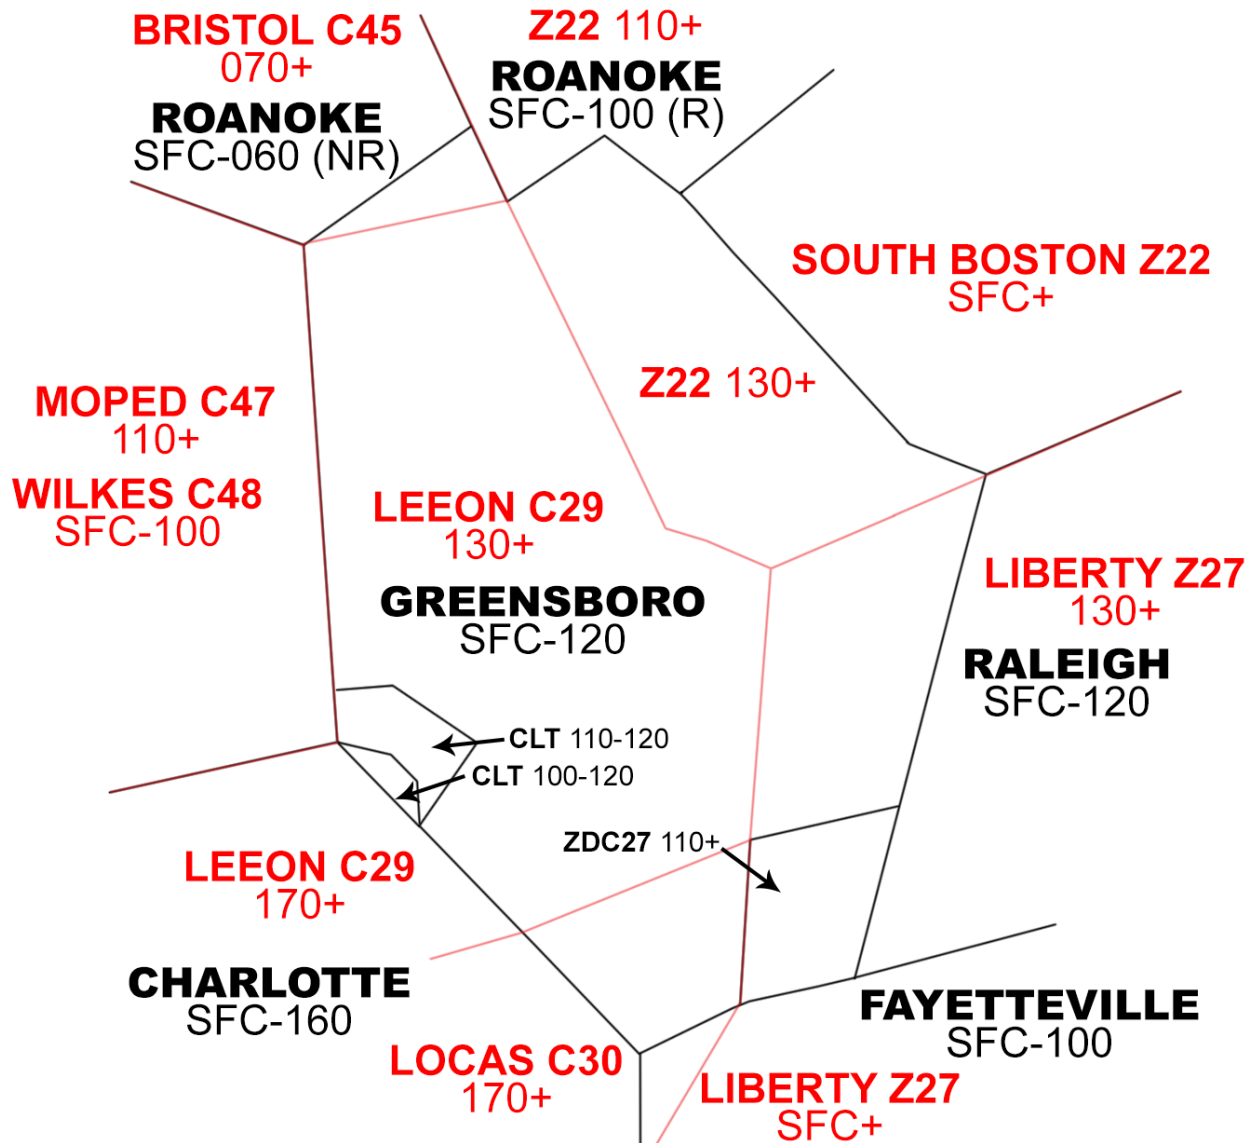 BRISTOL C45
070+
ROANOKE
SFC-060 (NR)
Z22 110+
ROANOKE
SFC-100 (R)
SOUTH BOSTON Z22
SFC+
Z22 130+
MOPED C47
110+
WILKES C48
SFC-100
LEEON C29
130+
GREENSBORO
SFC-120
LIBERTY Z27
130+
RALEIGH
SFC-120
CLT 110-120
CLT 100-120
ZDC27 110+
LEEON C29
170+
CHARLOTTE
SFC-160
LOCAS C30
170+
FAYETTEVILLE
SFC-100
LIBERTY Z27
SFC+